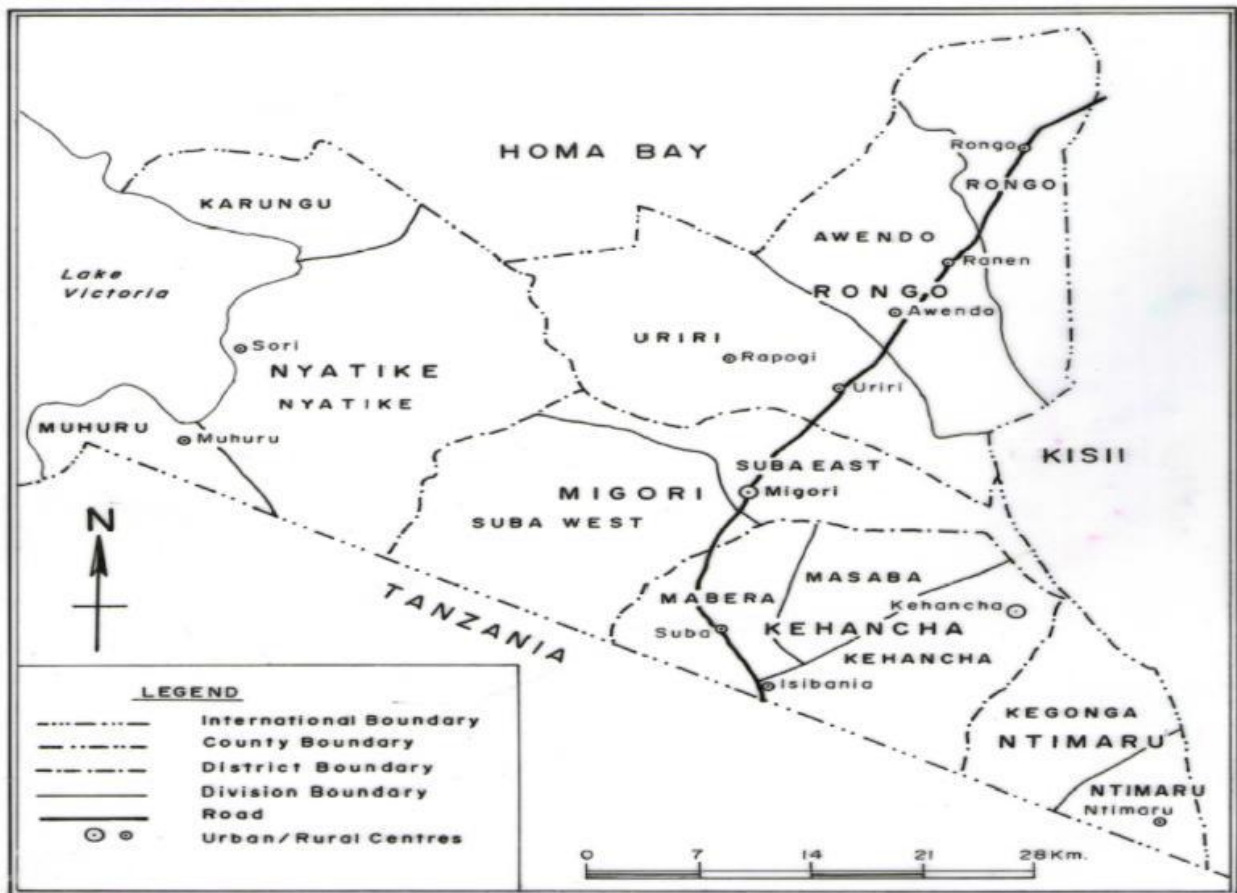 HOMA BAY
Rongo
RONGO
KARUNGU
AWENDO
Ranen
Lake
Victoria
RONGO
Awendo
Sori
URIRI
Rapogi
NYATIKE
NYATIKE
Uriri
MUHURU
Muhuru
KISII
SUBA EAST
MIGORI
Migori
SUBA WEST
N
MASABA
MABERA
Kehancha
TANZANIA
Suba
KEHANCHA
KEHANCHA
Isibania
KEGONGA
NTIMARU
NTIMARU
Ntimaru
LEGEND
International Boundary
County Boundary
District Boundary
Division Boundary
Road
Urban/Rural Centres
0 7 14 21 28Km.